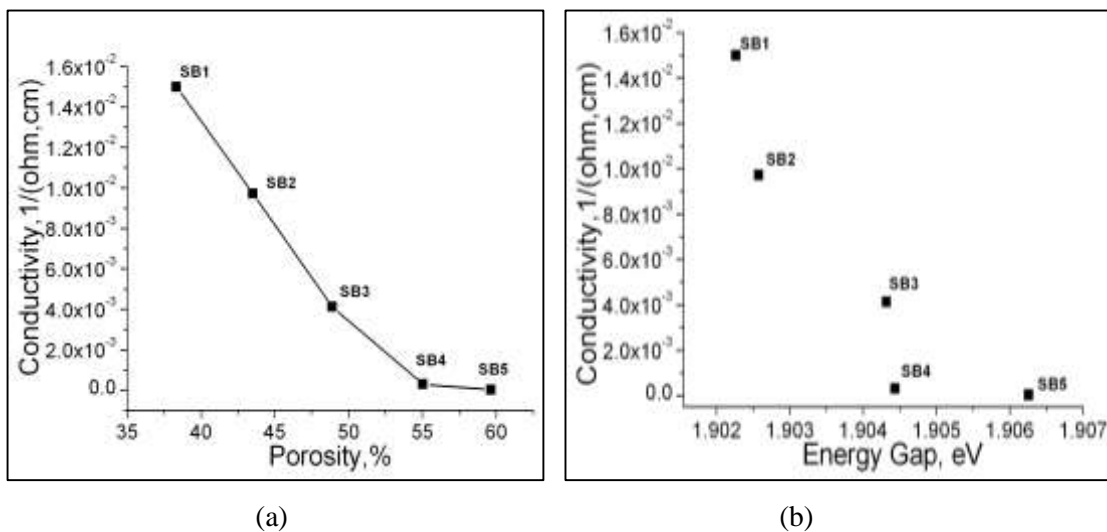 Conductivity,1/(ohm,cm)
1.6x10⁻²
1.4x10⁻²
1.2x10⁻²
1.0x10⁻²
8.0x10⁻³
6.0x10⁻³
4.0x10⁻³
2.0x10⁻³
0.0
SB1
SB2
SB3
SB4
SB5
35 40 45 50 55 60
Porosity,%
(a)
Conductivity,1/(ohm,cm)
1.6x10⁻²
1.4x10⁻²
1.2x10⁻²
1.0x10⁻²
8.0x10⁻³
6.0x10⁻³
4.0x10⁻³
2.0x10⁻³
0.0
SB1
SB2
SB3
SB4
SB5
1.902 1.903 1.904 1.905 1.906 1.907
Energy Gap, eV
(b)